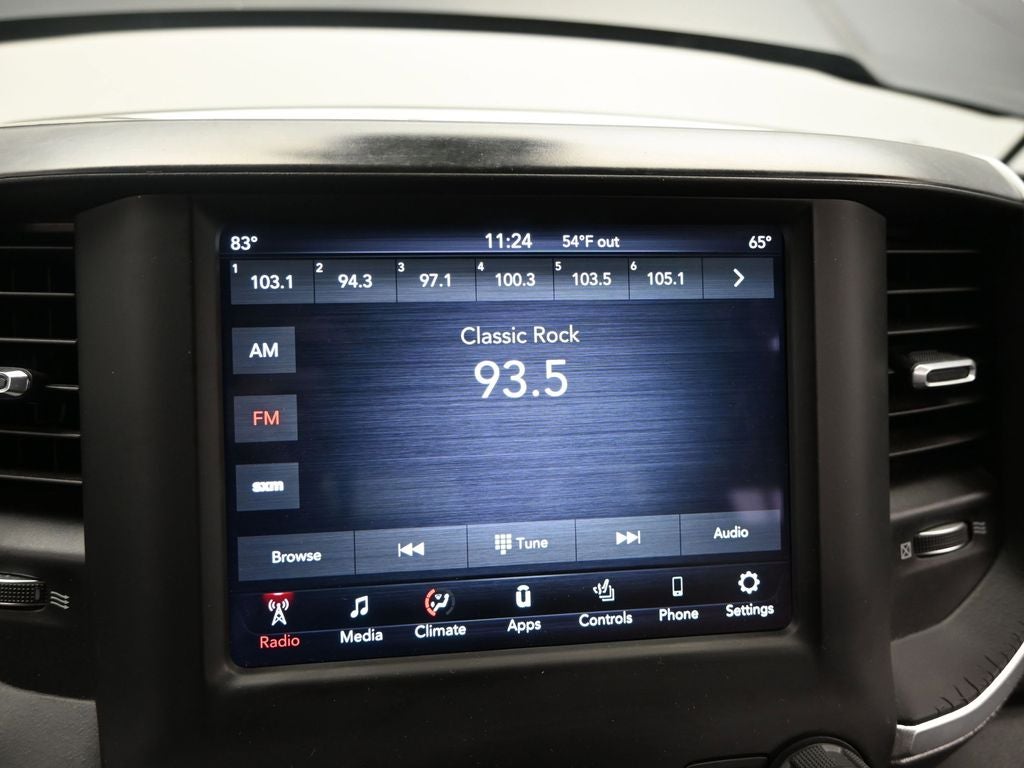 83° 11:24 54°F out 65°
1 103.1 2 94.3 3 97.1 4 100.3 5 103.5 6 105.1
Classic Rock
93.5
AM
FM
sxm
Browse Tune Audio
Radio Media Climate Apps Controls Phone Settings